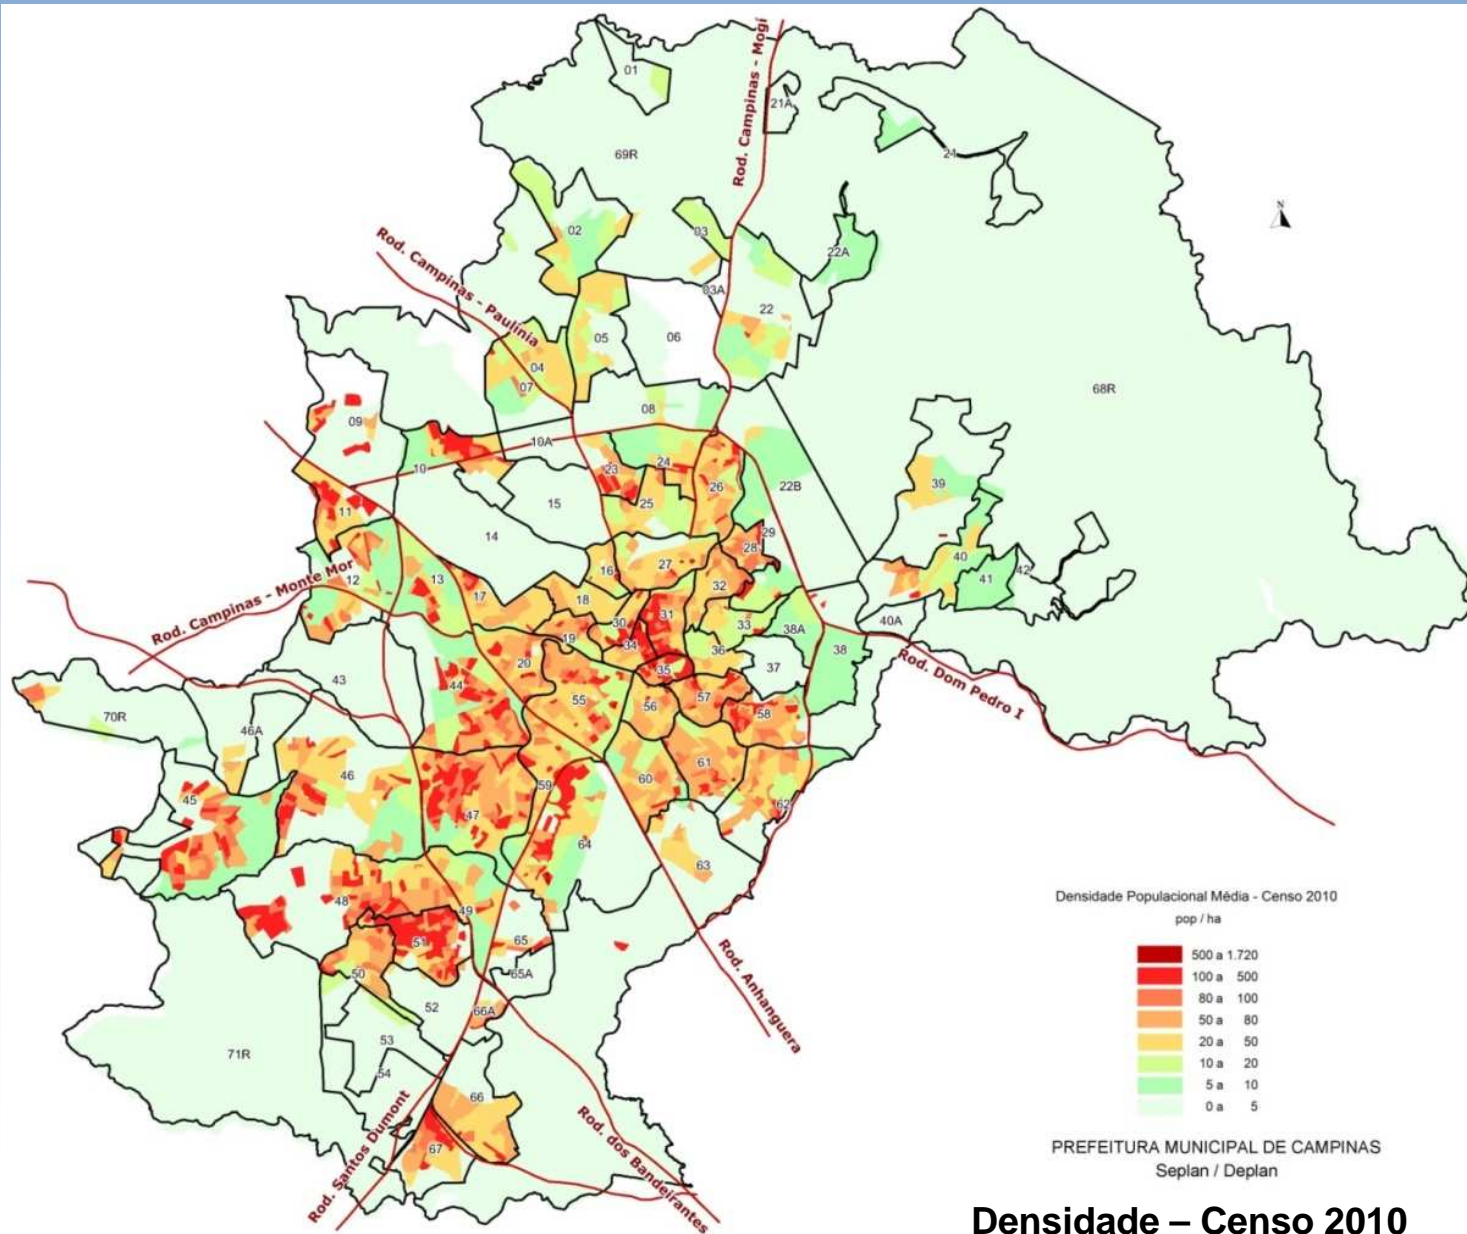 01
Rod. Campinas - Mogi
21A
21
69R
02
03
22A
Rod. Campinas - Paulínia
03A
22
05
06
04
07
68R
08
09
10A
10
23
24
39
26
22B
15
25
11
14
29
28
40
27
16
42
41
12
13
32
Rod. Campinas - Monte Mor
17
18
31
30
33
40A
38A
19
34
36
38
20
35
37
43
44
Rod. Dom Pedro I
57
55
56
58
70R
46A
61
46
60
59
45
62
47
64
63
48
49
51
65
50
65A
Rod. Anhanguera
52
66A
53
71R
54
66
67
Rod. Santos Dumont
Rod. dos Bandeirantes
N
Densidade Populacional Média - Censo 2010
pop / ha
500 a 1.720
100 a 500
80 a 100
50 a 80
20 a 50
10 a 20
5 a 10
0 a 5
PREFEITURA MUNICIPAL DE CAMPINAS
Seplan / Deplan
Densidade – Censo 2010